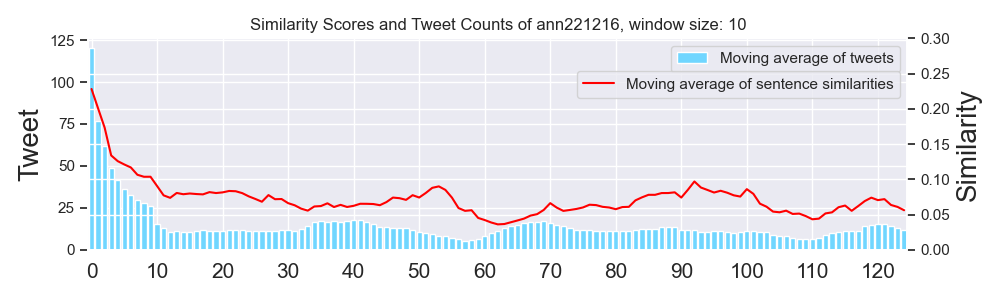 Similarity Scores and Tweet Counts of ann221216, window size: 10
Moving average of tweets
Moving average of sentence similarities
Tweet
125
100
75
50
25
0
0.30
0.25
0.20
0.15
0.10
0.05
0.00
Similarity
0 10 20 30 40 50 60 70 80 90 100 110 120